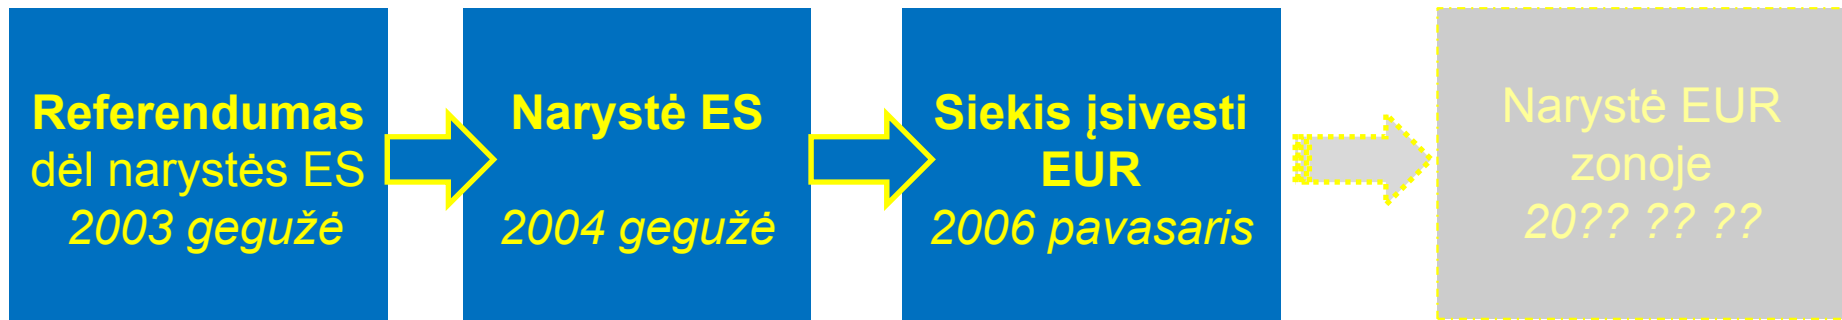 Referendumas
dėl narystės ES
2003 gegužė
Narystė ES
2004 gegužė
Siekis įsivesti
EUR
2006 pavasaris
Narystė EUR
zonoje
20?? ?? ??